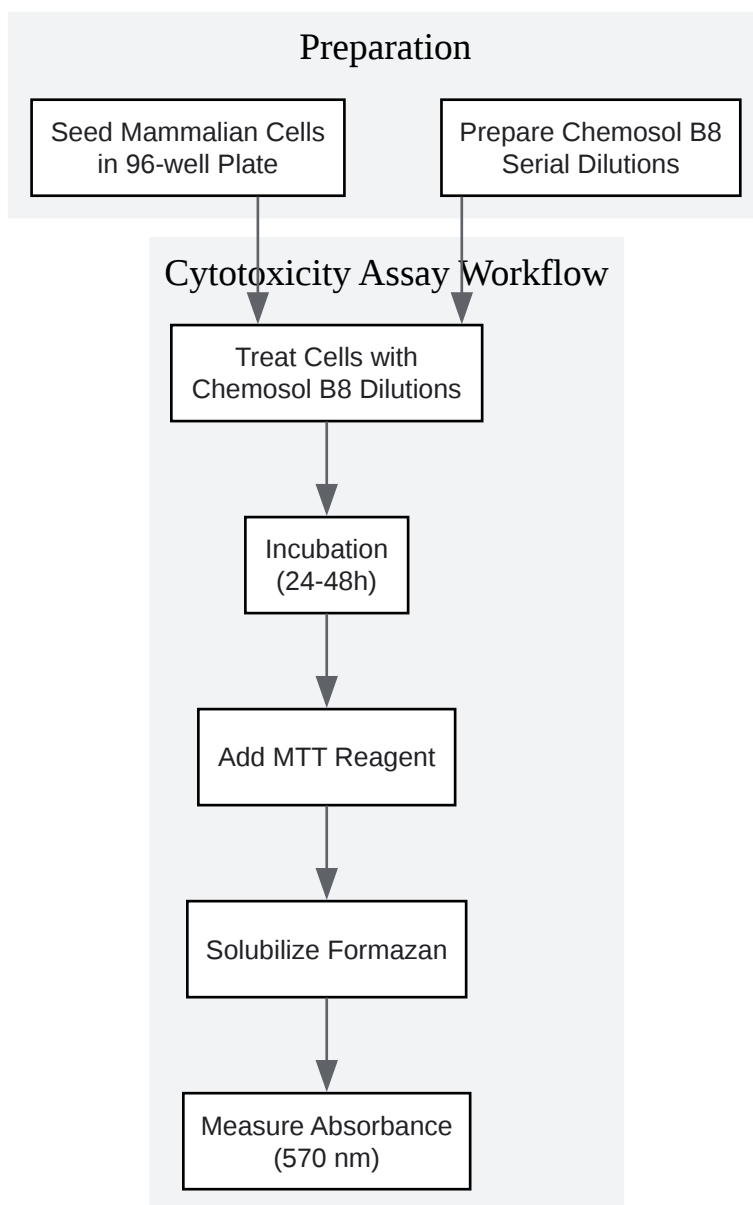 Preparation
Seed Mammalian Cells
in 96-well Plate
Prepare Chemosol B8
Serial Dilutions
Cytotoxicity Assay Workflow
Treat Cells with
Chemosol B8 Dilutions
Incubation
(24-48h)
Add MTT Reagent
Solubilize Formazan
Measure Absorbance
(570 nm)